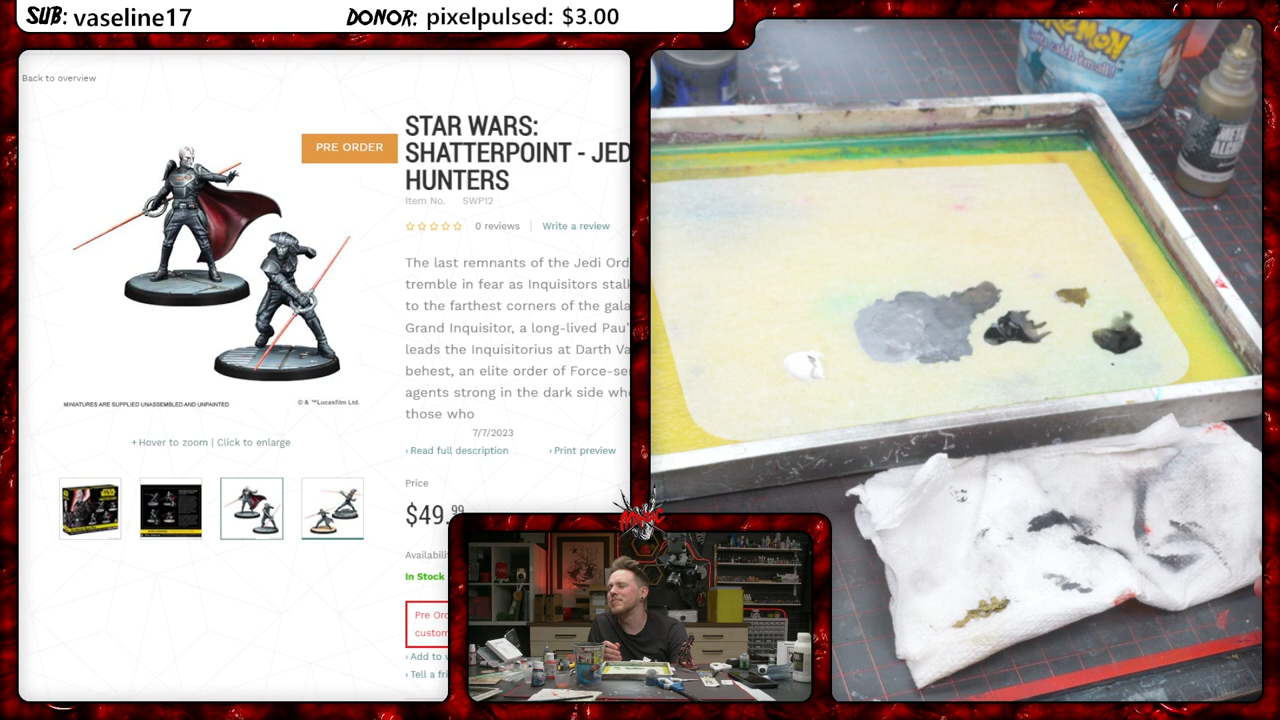 SUB: vaseline17
DONOR: pixelpulsed: $3.00
Back to overview
PRE ORDER
STAR WARS:
SHATTERPOINT - JED
HUNTERS
Item No. SWP12
0 reviews | Write a review
The last remnants of the Jedi Ord
tremble in fear as Inquisitors stalk
to the farthest corners of the gala
Grand Inquisitor, a long-lived Pau'
leads the Inquisitorius at Darth Va
behest, an elite order of Force-se
agents strong in the dark side wh
those who
7/7/2023
› Read full description
› Print preview
MINIATURES ARE SUPPLIED UNASSEMBLED AND UNPAINTED
© & ™Lucasfilm Ltd.
+ Hover to zoom | Click to enlarge
Price
$49.99
Availabili
In Stock
Pre Ord
custom
› Add to w
› Tell a fri